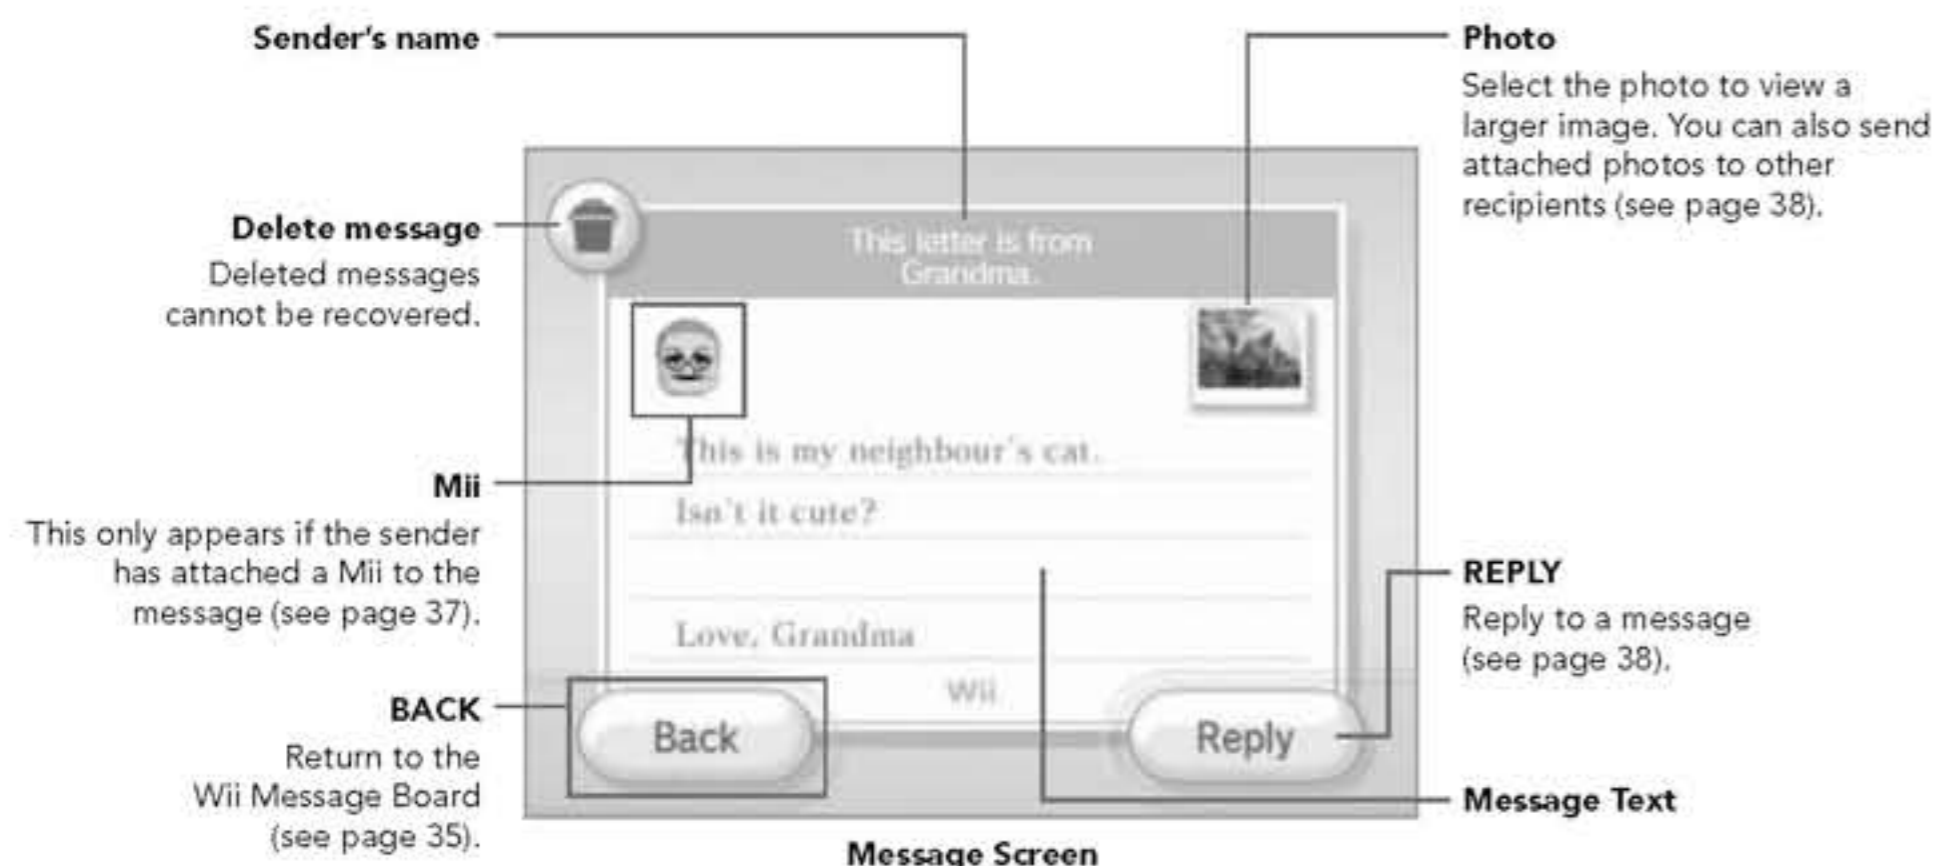 Sender's name
Photo
Select the photo to view a
larger image. You can also send
attached photos to other
recipients (see page 38).
Delete message
Deleted messages
cannot be recovered.
This letter is from
Grandma.
This is my neighbour's cat.
Isn't it cute?
Love, Grandma
Wii
Mii
This only appears if the sender
has attached a Mii to the
message (see page 37).
REPLY
Reply to a message
(see page 38).
BACK
Return to the
Wii Message Board
(see page 35).
Back
Reply
Message Text
Message Screen